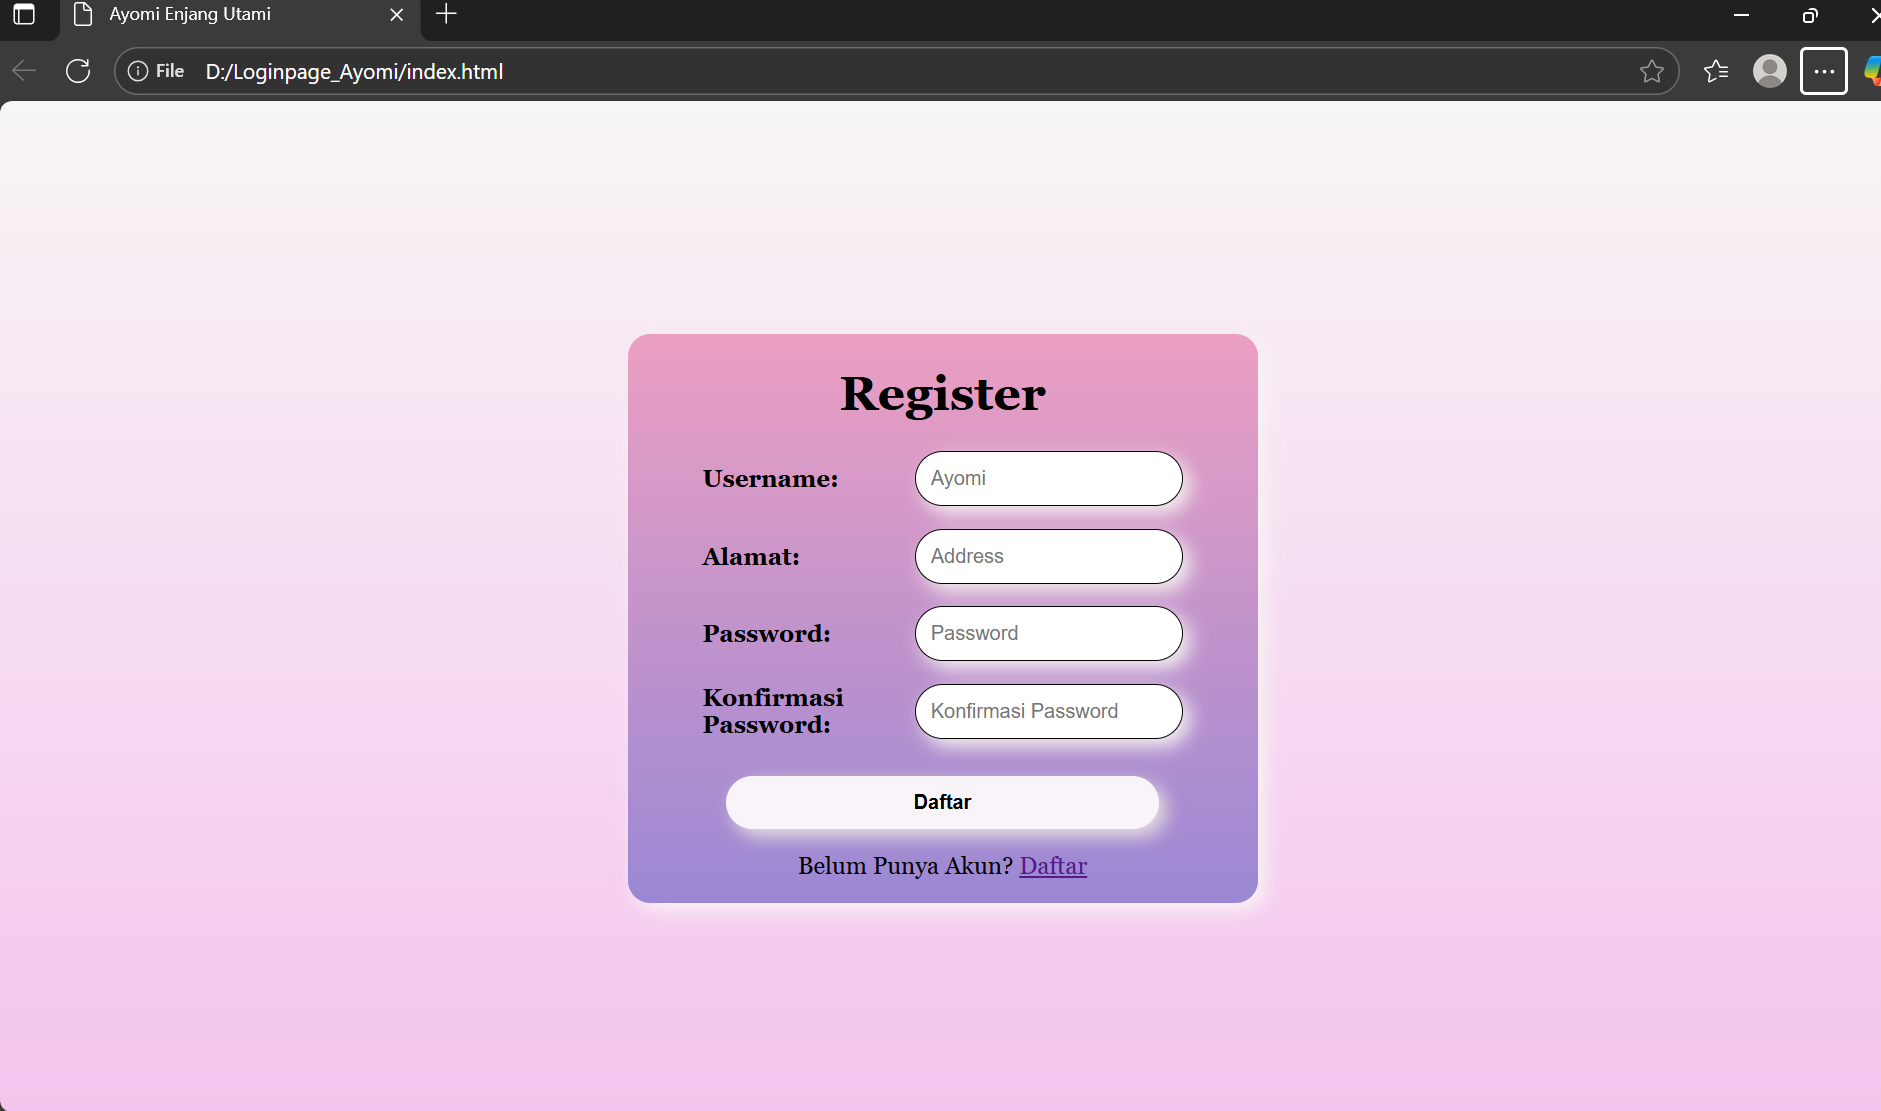 Ayomi Enjang Utami
File D:/Loginpage_Ayomi/index.html
Register
Username: Ayomi
Alamat: Address
Password: Password
Konfirmasi
Password: Konfirmasi Password
Daftar
Belum Punya Akun? Daftar